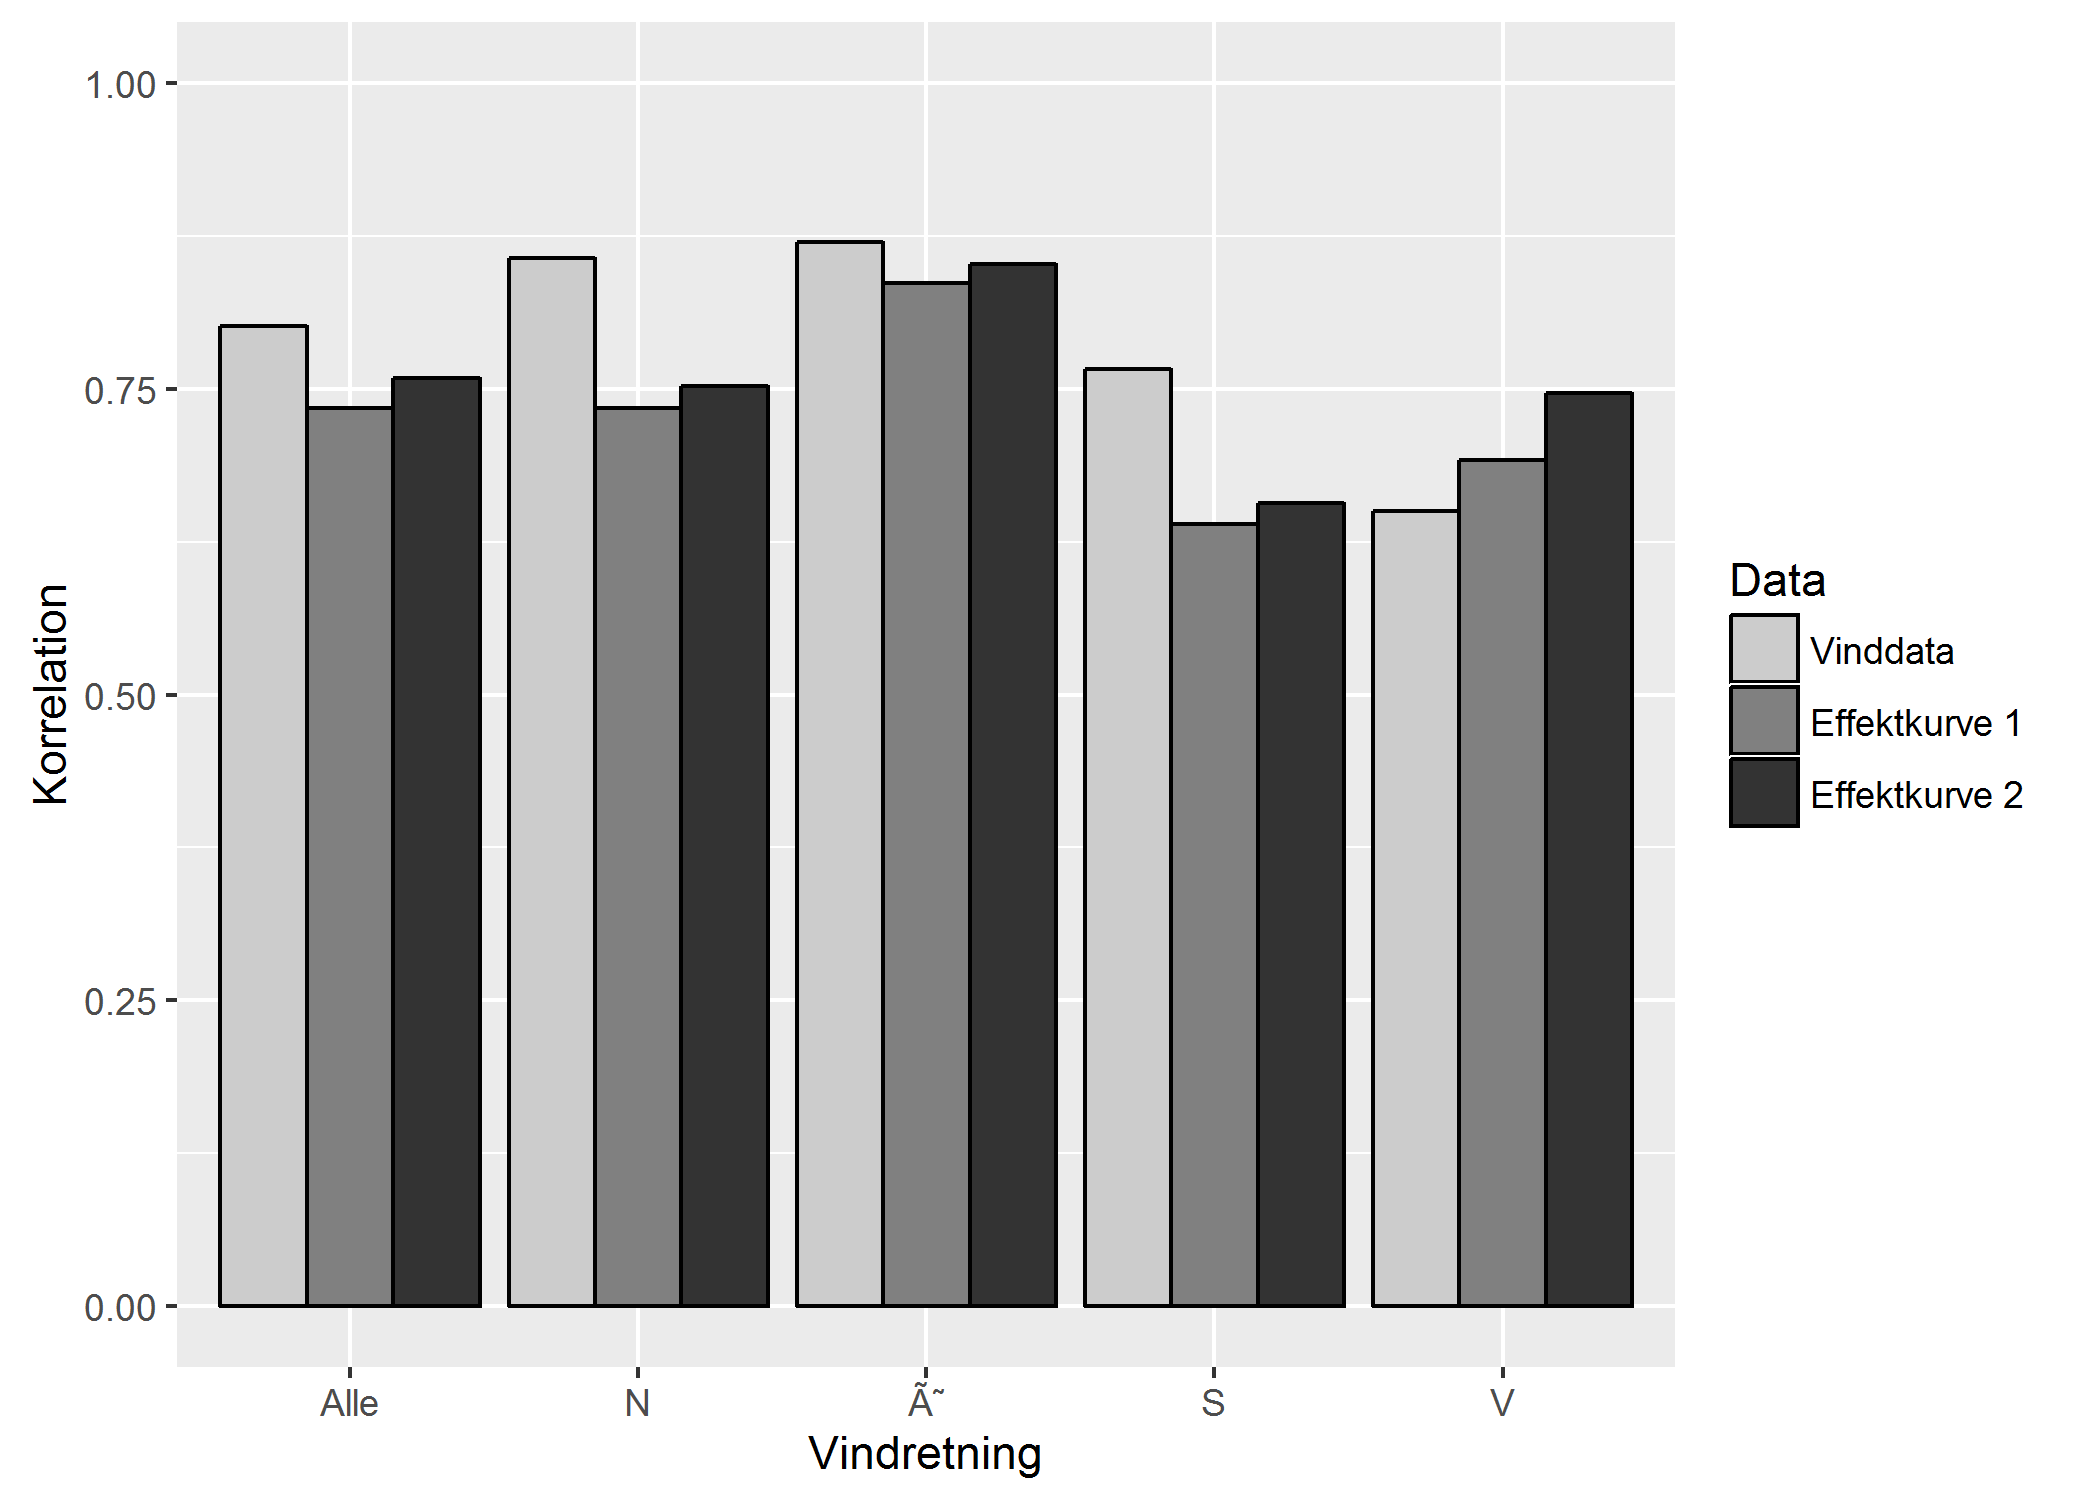 1.00
0.75
0.50
0.25
0.00
Korrelation
Alle
N
Ã˜
S
V
Vindretning
Data
Vinddata
Effektkurve 1
Effektkurve 2